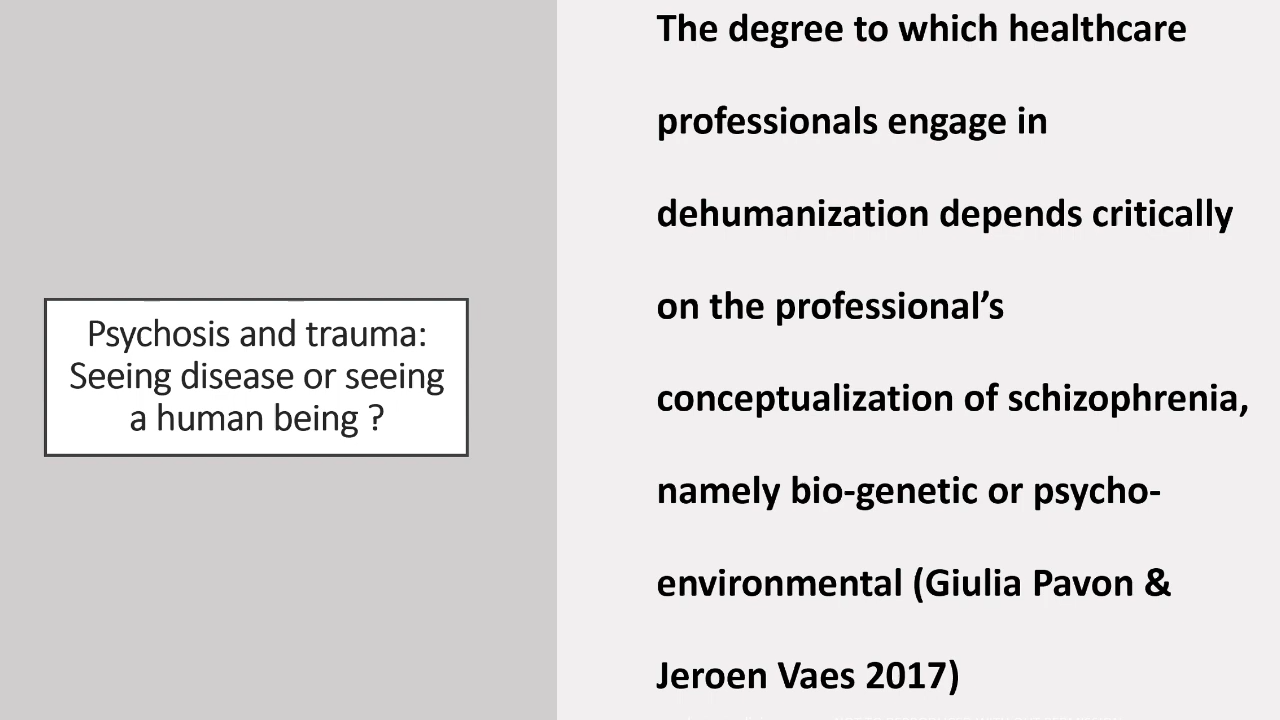 Psychosis and trauma:
Seeing disease or seeing
a human being ?
The degree to which healthcare
professionals engage in
dehumanization depends critically
on the professional’s
conceptualization of schizophrenia,
namely bio-genetic or psycho-
environmental (Giulia Pavon &
Jeroen Vaes 2017)